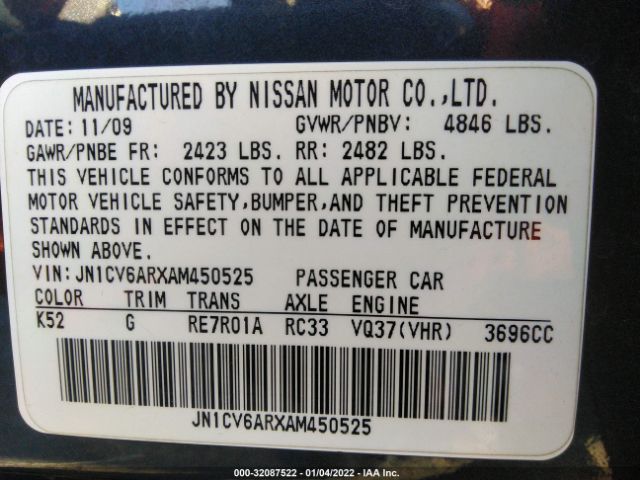 MANUFACTURED BY NISSAN MOTOR CO.,LTD.
DATE: 11/09 GVWR/PNBV: 4846 LBS.
GAWR/PNBE FR: 2423 LBS. RR: 2482 LBS.
THIS VEHICLE CONFORMS TO ALL APPLICABLE FEDERAL
MOTOR VEHICLE SAFETY,BUMPER,AND THEFT PREVENTION
STANDARDS IN EFFECT ON THE DATE OF MANUFACTURE
SHOWN ABOVE.
VIN:JN1CV6ARXAM450525 PASSENGER CAR
COLOR TRIM TRANS AXLE ENGINE
K52 G RE7R01A RC33 VQ37(VHR) 3696CC
JN1CV6ARXAM450525
000-32087522 - 01/04/2022 - IAA Inc.